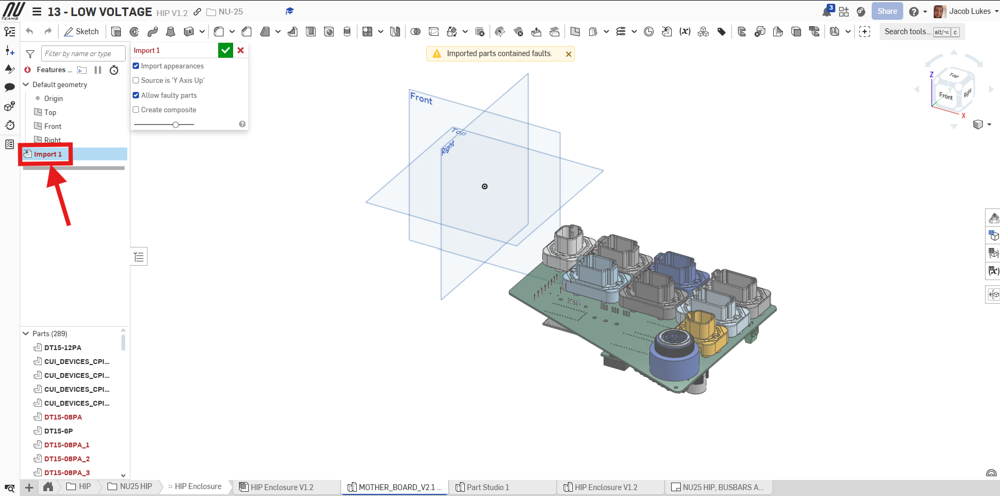 NU
TEAMS
13 - LOW VOLTAGE HIP V1.2 NU-25
3
Share
Jacob Lukes
Sketch
Search tools... alt/⌥ c
Filter by name or type
Features ...
Default geometry
Origin
Top
Front
Right
Import 1
Import 1
Import appearances
Source is 'Y Axis Up'
Allow faulty parts
Create composite
Imported parts contained faults.
Front
Top
Right
Z
Top
Y
Front
Right
X
Parts (289)
DT15-12PA
CUI_DEVICES_CPI...
CUI_DEVICES_CPI...
CUI_DEVICES_CPI...
CUI_DEVICES_CPI...
DT15-08PA
DT15-6P
DT15-08PA_1
DT15-08PA_2
DT15-08PA_3
HIP
NU25 HIP
HIP Enclosure
HIP Enclosure V1.2
MOTHER_BOARD_V2.1 ...
Part Studio 1
HIP Enclosure V1.2
NU25 HIP, BUSBARS A...